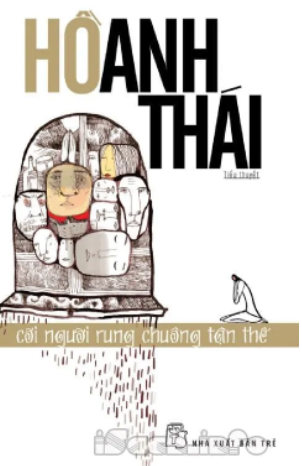 HỒ ANH
THÁI
Tiểu thuyết
cõi người rung chuông tận thế
NHÀ XUẤT BẢN TRẺ